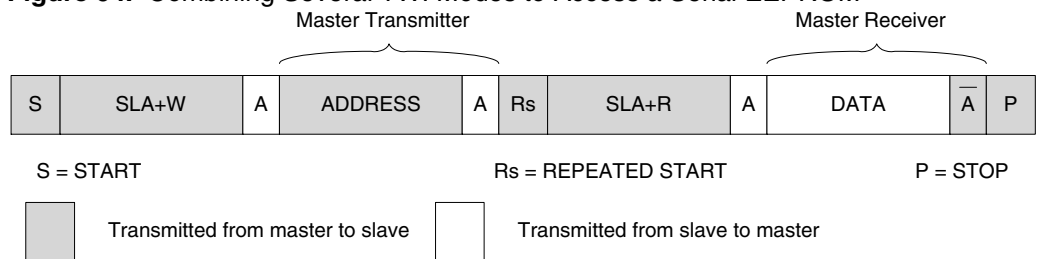 Master Transmitter Master Receiver
S SLA+W A ADDRESS A Rs SLA+R A DATA A̅ P
S = START Rs = REPEATED START P = STOP
Transmitted from master to slave Transmitted from slave to master